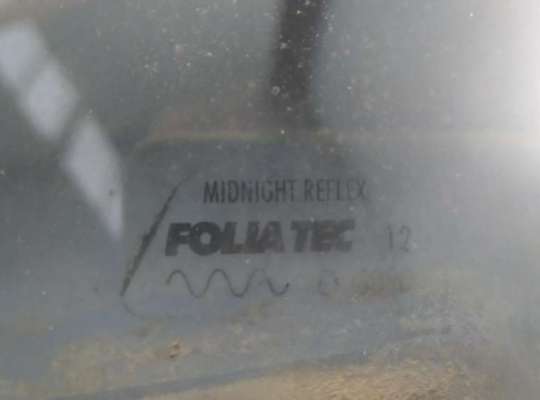 MIDNIGHT REFLEX
FOLIATEC 12